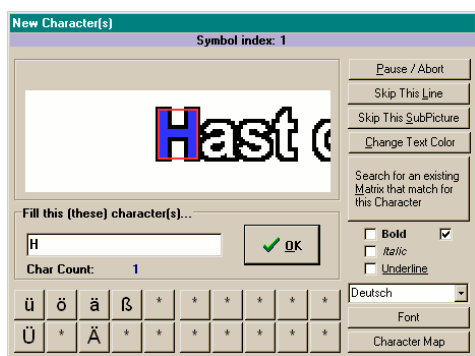 New Character(s)
Symbol index: 1
Hast
Pause / Abort
Skip This Line
Skip This SubPicture
Change Text Color
Search for an existing
Matrix that match for
this Character
Fill this (these) character(s)...
H
OK
Char Count: 1
Bold
Italic
Underline
Deutsch
Font
Character Map
ü ö ä ß * * * * * *
Ü * Ä * * * * * * *